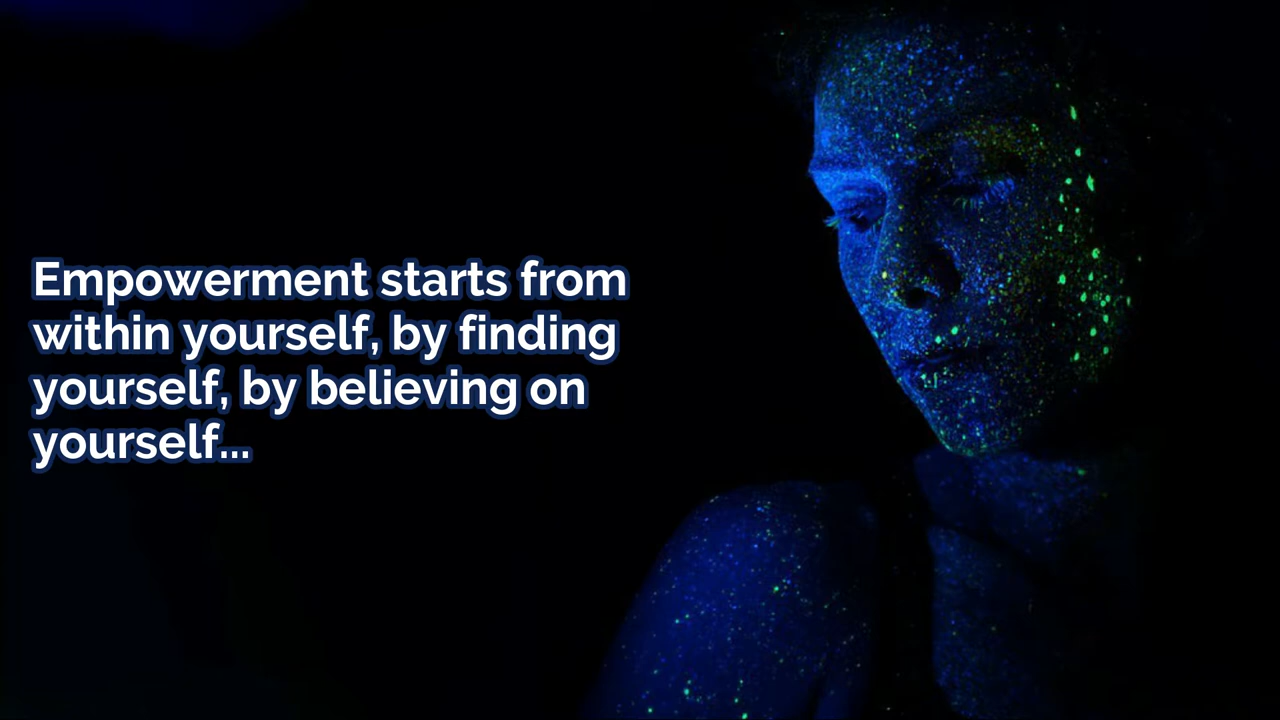 Empowerment starts from
within yourself, by finding
yourself, by believing on
yourself...